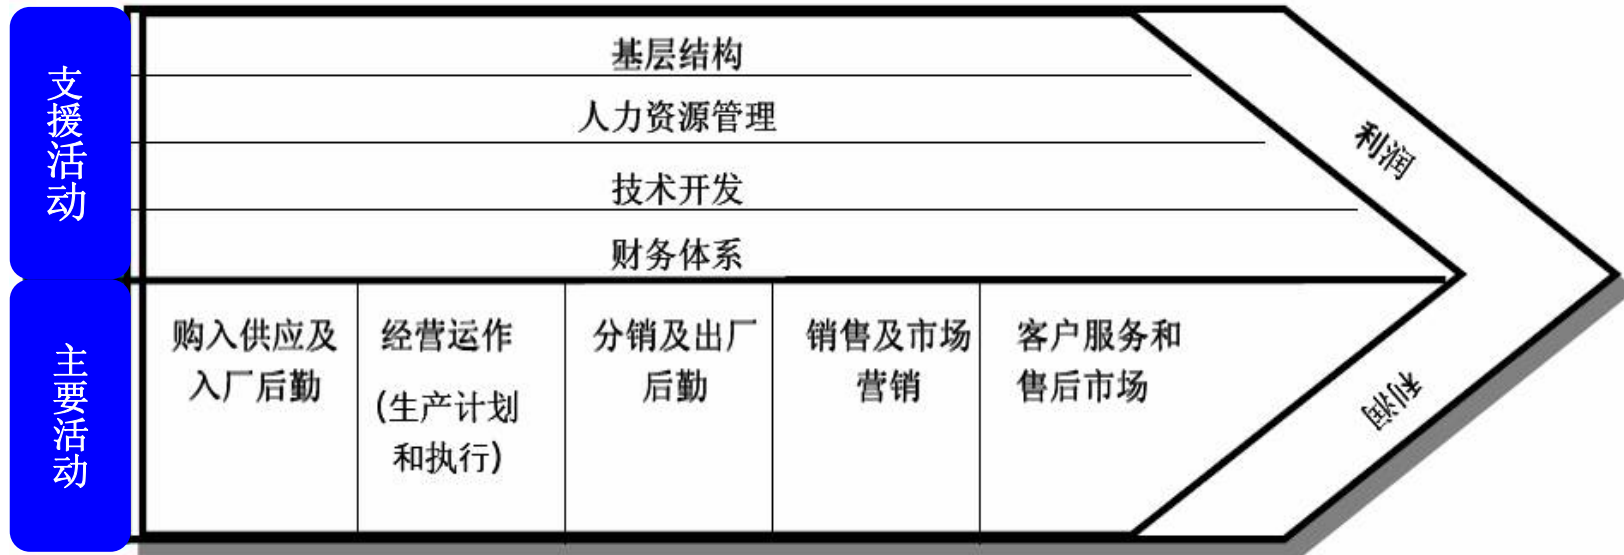 支援活动
基层结构
人力资源管理
技术开发
财务体系
利润
主要活动
购入供应及
入厂后勤
经营运作
(生产计划
和执行)
分销及出厂
后勤
销售及市场
营销
客户服务和
售后市场
利润